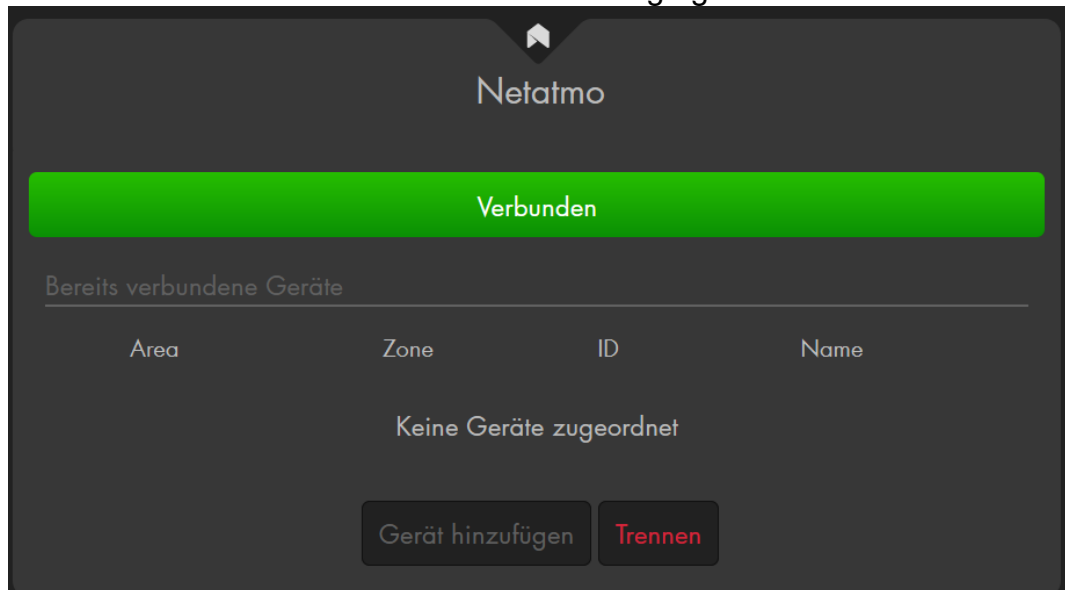 Netatmo
Verbunden
Bereits verbundene Geräte
Area Zone ID Name
Keine Geräte zugeordnet
Gerät hinzufügen Trennen